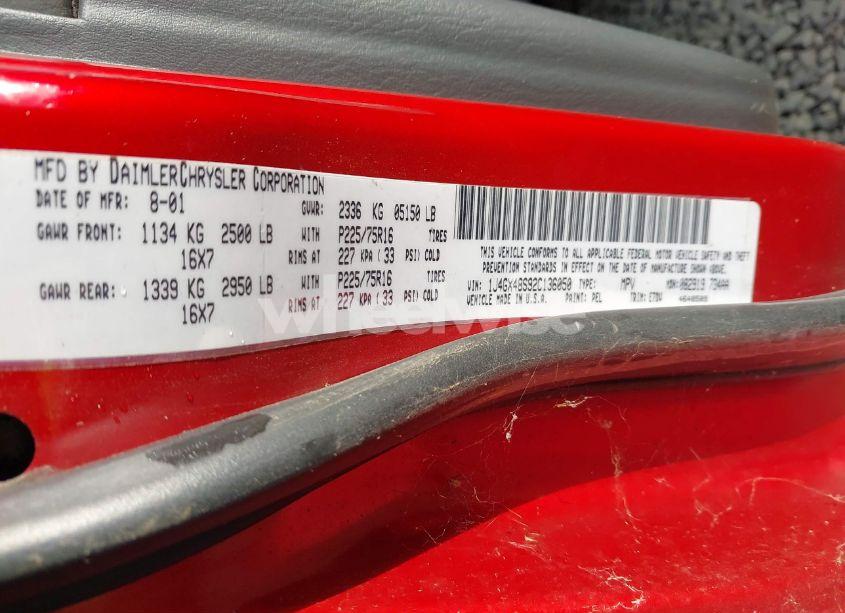 MFD BY DAIMLERCHRYSLER CORPORATION
DATE OF MFR: 8-01 GVWR: 2336 KG 05150 LB
GAWR FRONT: 1134 KG 2500 LB WITH P225/75R16 TIRES
16X7 RIMS AT 227 KPA ( 33 PSI) COLD
GAWR REAR: 1339 KG 2950 LB WITH P225/75R16 TIRES
16X7 RIMS AT 227 KPA ( 33 PSI) COLD
THIS VEHICLE CONFORMS TO ALL APPLICABLE FEDERAL MOTOR VEHICLE SAFETY AND THEFT
PREVENTION STANDARDS IN EFFECT ON THE DATE OF MANUFACTURE SHOWN ABOVE.
VIN: 1J4GX48S92C136050 TYPE: MPV MDH: 082919
VEHICLE MADE IN U.S.A. PAINT: PEL TRIM:
wheelwise